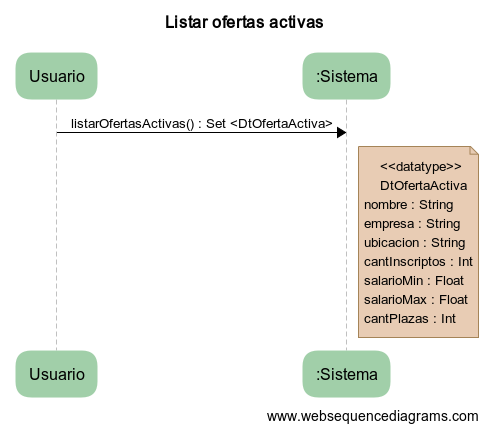 Listar ofertas activas
Usuario
:Sistema
listarOfertasActivas() : Set <DtOfertaActiva>
<<datatype>>
DtOfertaActiva
nombre : String
empresa : String
ubicacion : String
cantInscriptos : Int
salarioMin : Float
salarioMax : Float
cantPlazas : Int
Usuario
:Sistema
www.websequencediagrams.com